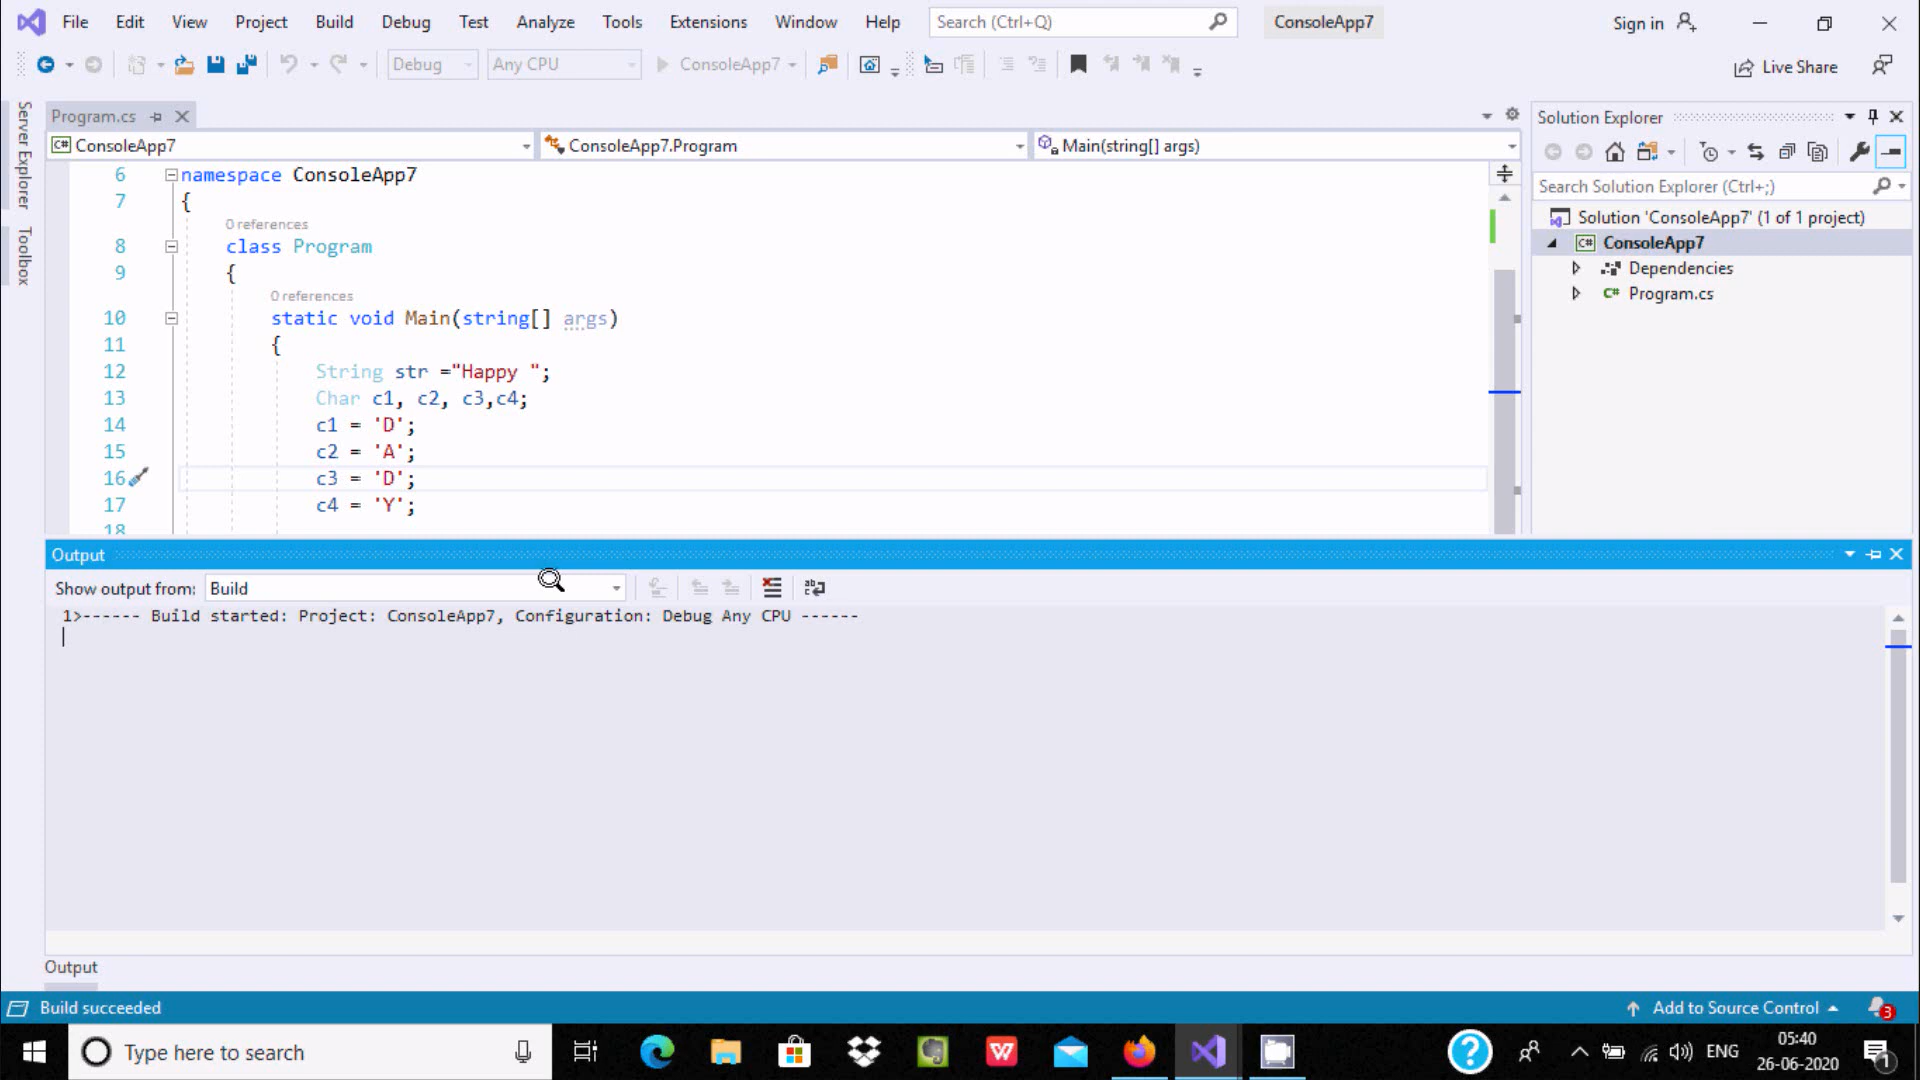 File Edit View Project Build Debug Test Analyze Tools Extensions Window Help Search (Ctrl+Q) ConsoleApp7 Sign in
Debug Any CPU ConsoleApp7 Live Share
Server Explorer
Toolbox
Program.cs
ConsoleApp7 ConsoleApp7.Program Main(string[] args)
6 namespace ConsoleApp7
7 {
0 references
8 class Program
9 {
0 references
10 static void Main(string[] args)
11 {
12 String str ="Happy ";
13 Char c1, c2, c3,c4;
14 c1 = 'D';
15 c2 = 'A';
16 c3 = 'D';
17 c4 = 'Y';
18
Solution Explorer
Search Solution Explorer (Ctrl+;)
Solution 'ConsoleApp7' (1 of 1 project)
C# ConsoleApp7
Dependencies
C# Program.cs
Output
Show output from: Build
1>------ Build started: Project: ConsoleApp7, Configuration: Debug Any CPU ------
Output
Build succeeded Add to Source Control 3
Type here to search ENG 05:40
26-06-2020 1